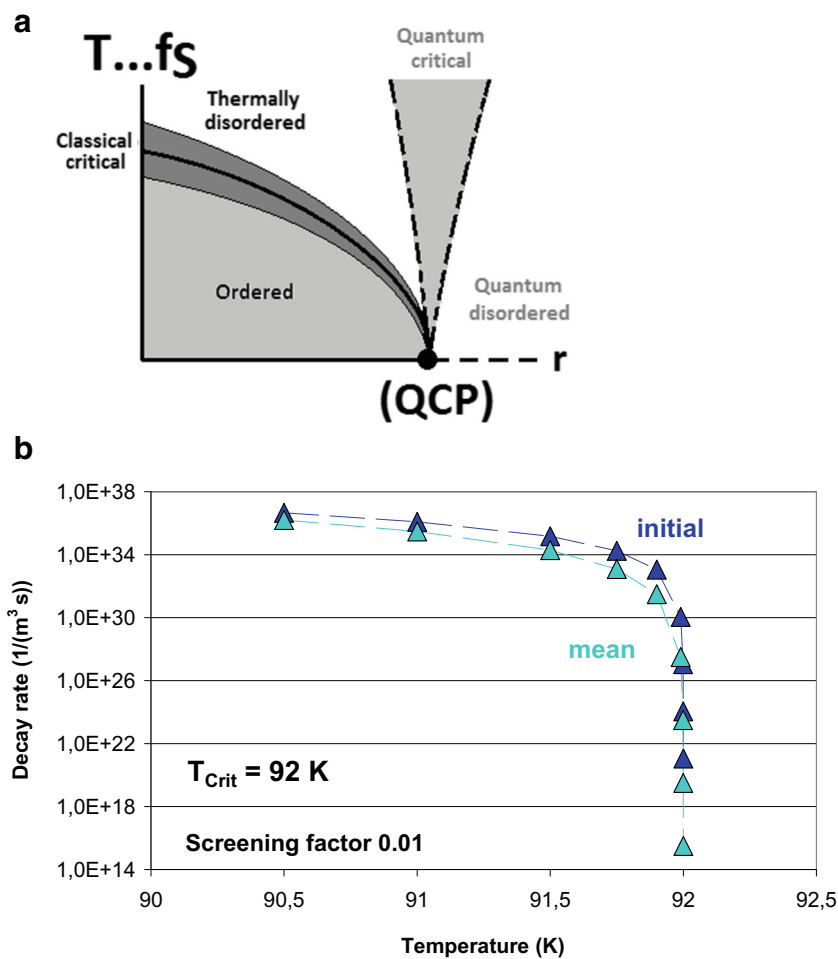 a
T...fS
Quantum
critical
Thermally
disordered
Classical
critical
Ordered
Quantum
disordered
r
(QCP)
b
Decay rate (1/(m³ s))
1,0E+38
1,0E+34
1,0E+30
1,0E+26
1,0E+22
1,0E+18
1,0E+14
initial
mean
TCrit = 92 K
Screening factor 0.01
90
90,5
91
91,5
92
92,5
Temperature (K)